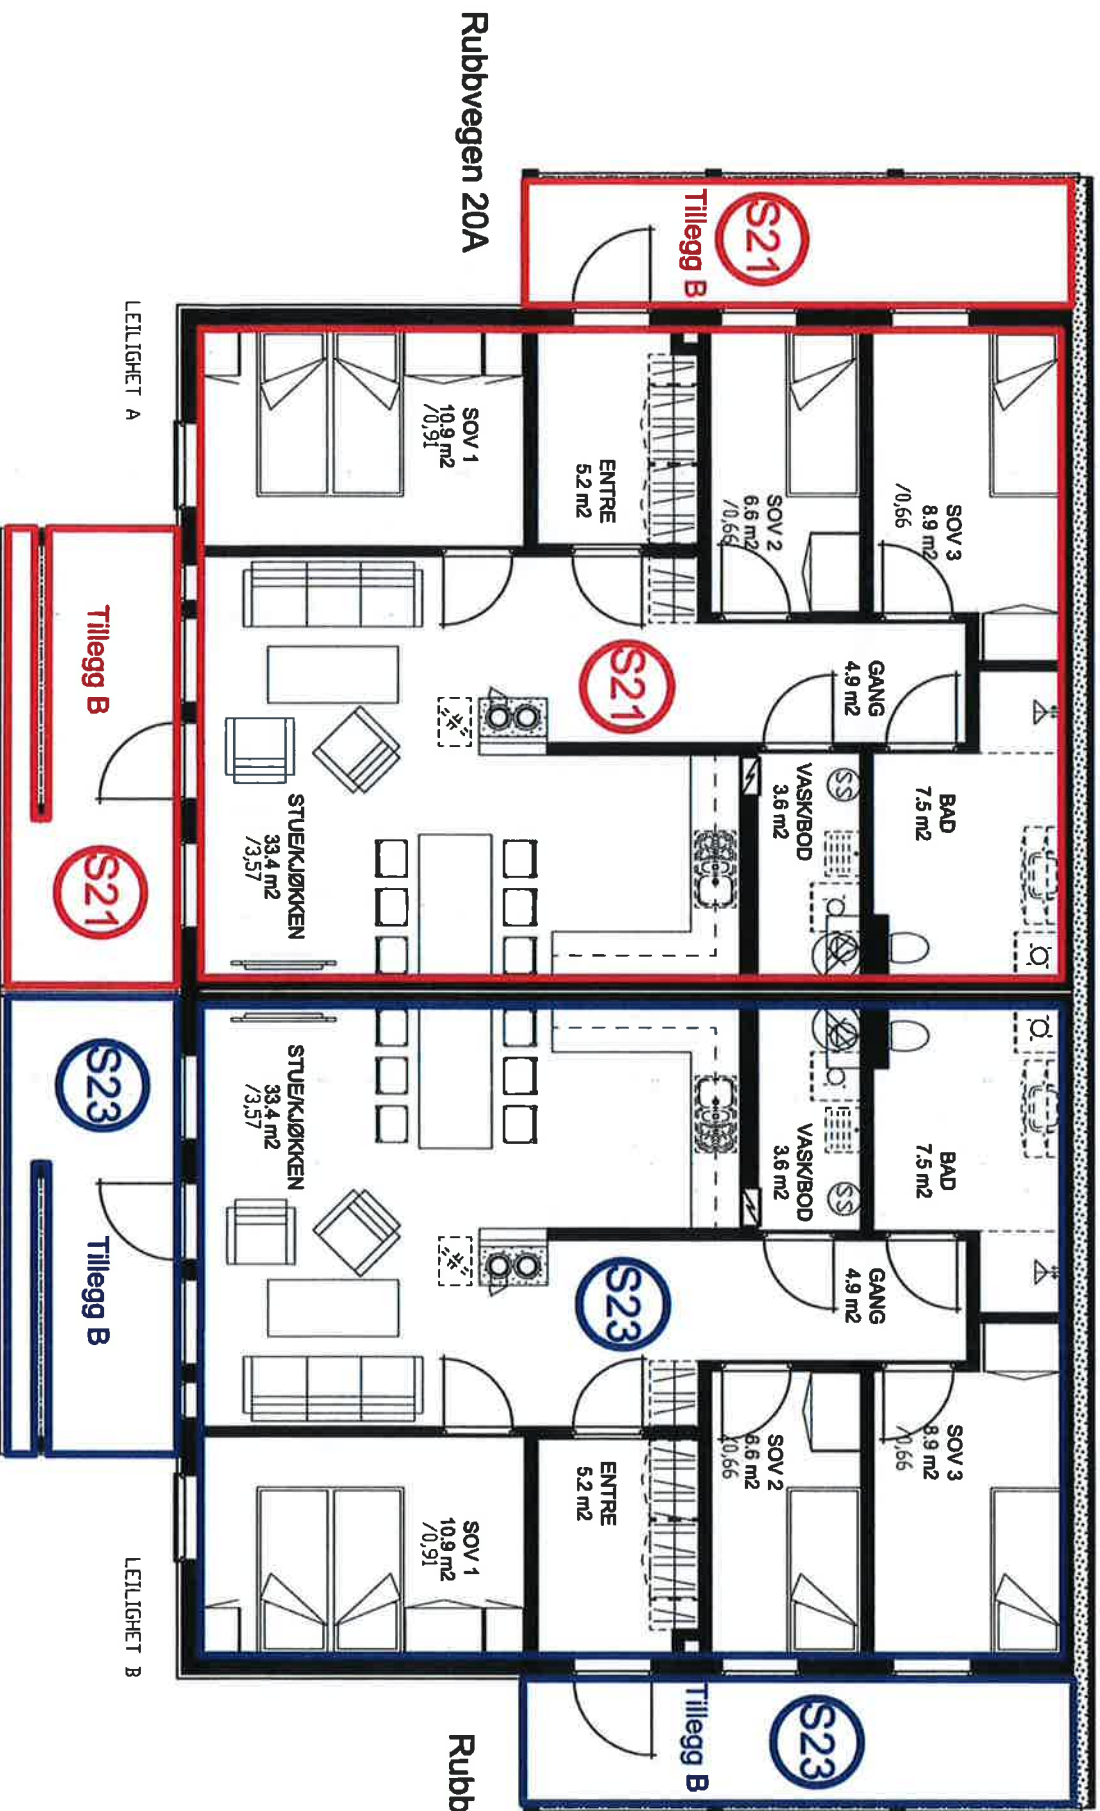 Rubbvegen 20A
S21
Tillegg B
LEILIGHET A
SOV 3
8.9 m2
/0,66
SOV 2
6.6 m2
/0,66
ENTRE
5.2 m2
SOV 1
10.9 m2
/0,91
S21
GANG
4.9 m2
BAD
7.5 m2
VASK/BOD
3.6 m2
SS
STUE/KJØKKEN
33.4 m2
/3,57
Tillegg B
S21
BAD
7.5 m2
VASK/BOD
3.6 m2
SS
STUE/KJØKKEN
33.4 m2
/3,57
S23
Tillegg B
S23
GANG
4.9 m2
SOV 3
8.9 m2
/0,66
SOV 2
6.6 m2
/0,66
ENTRE
5.2 m2
SOV 1
10.9 m2
/0,91
LEILIGHET B
S23
Tillegg B
Rubb